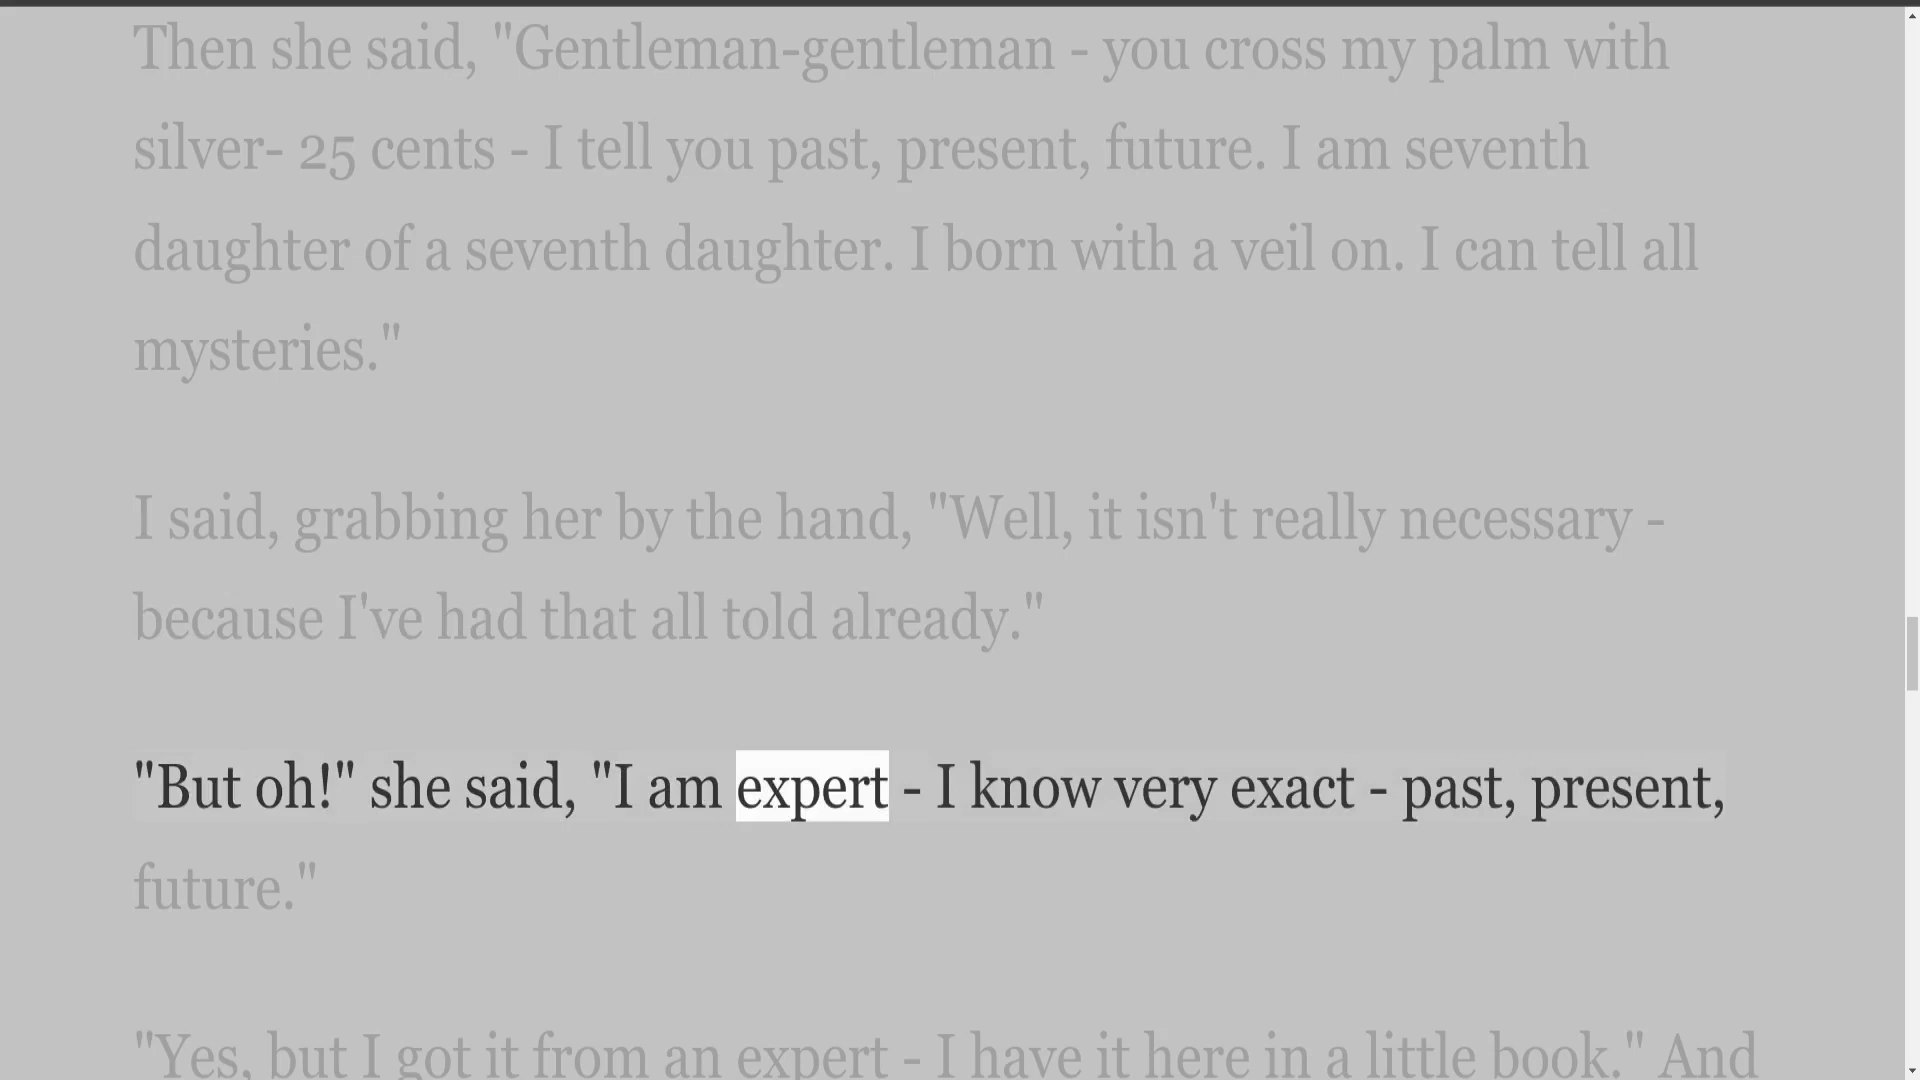 Then she said, "Gentleman-gentleman - you cross my palm with
silver- 25 cents - I tell you past, present, future. I am seventh
daughter of a seventh daughter. I born with a veil on. I can tell all
mysteries."
I said, grabbing her by the hand, "Well, it isn't really necessary -
because I've had that all told already."
"But oh!" she said, "I am expert - I know very exact - past, present,
future."
"Yes, but I got it from an expert - I have it here in a little book." And